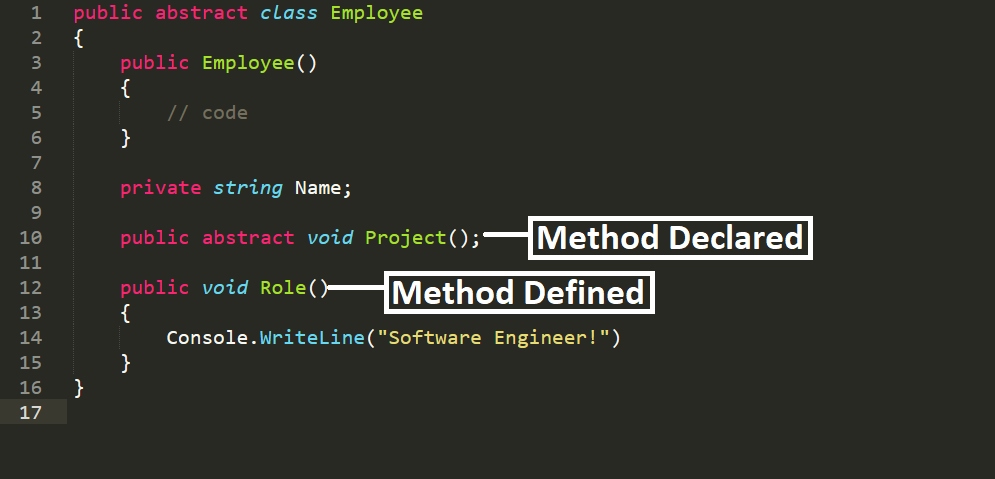 1 public abstract class Employee
2 {
3     public Employee()
4     {
5         // code
6     }
7
8     private string Name;
9
10     public abstract void Project(); Method Declared
11
12     public void Role() Method Defined
13     {
14         Console.WriteLine("Software Engineer!")
15     }
16 }
17